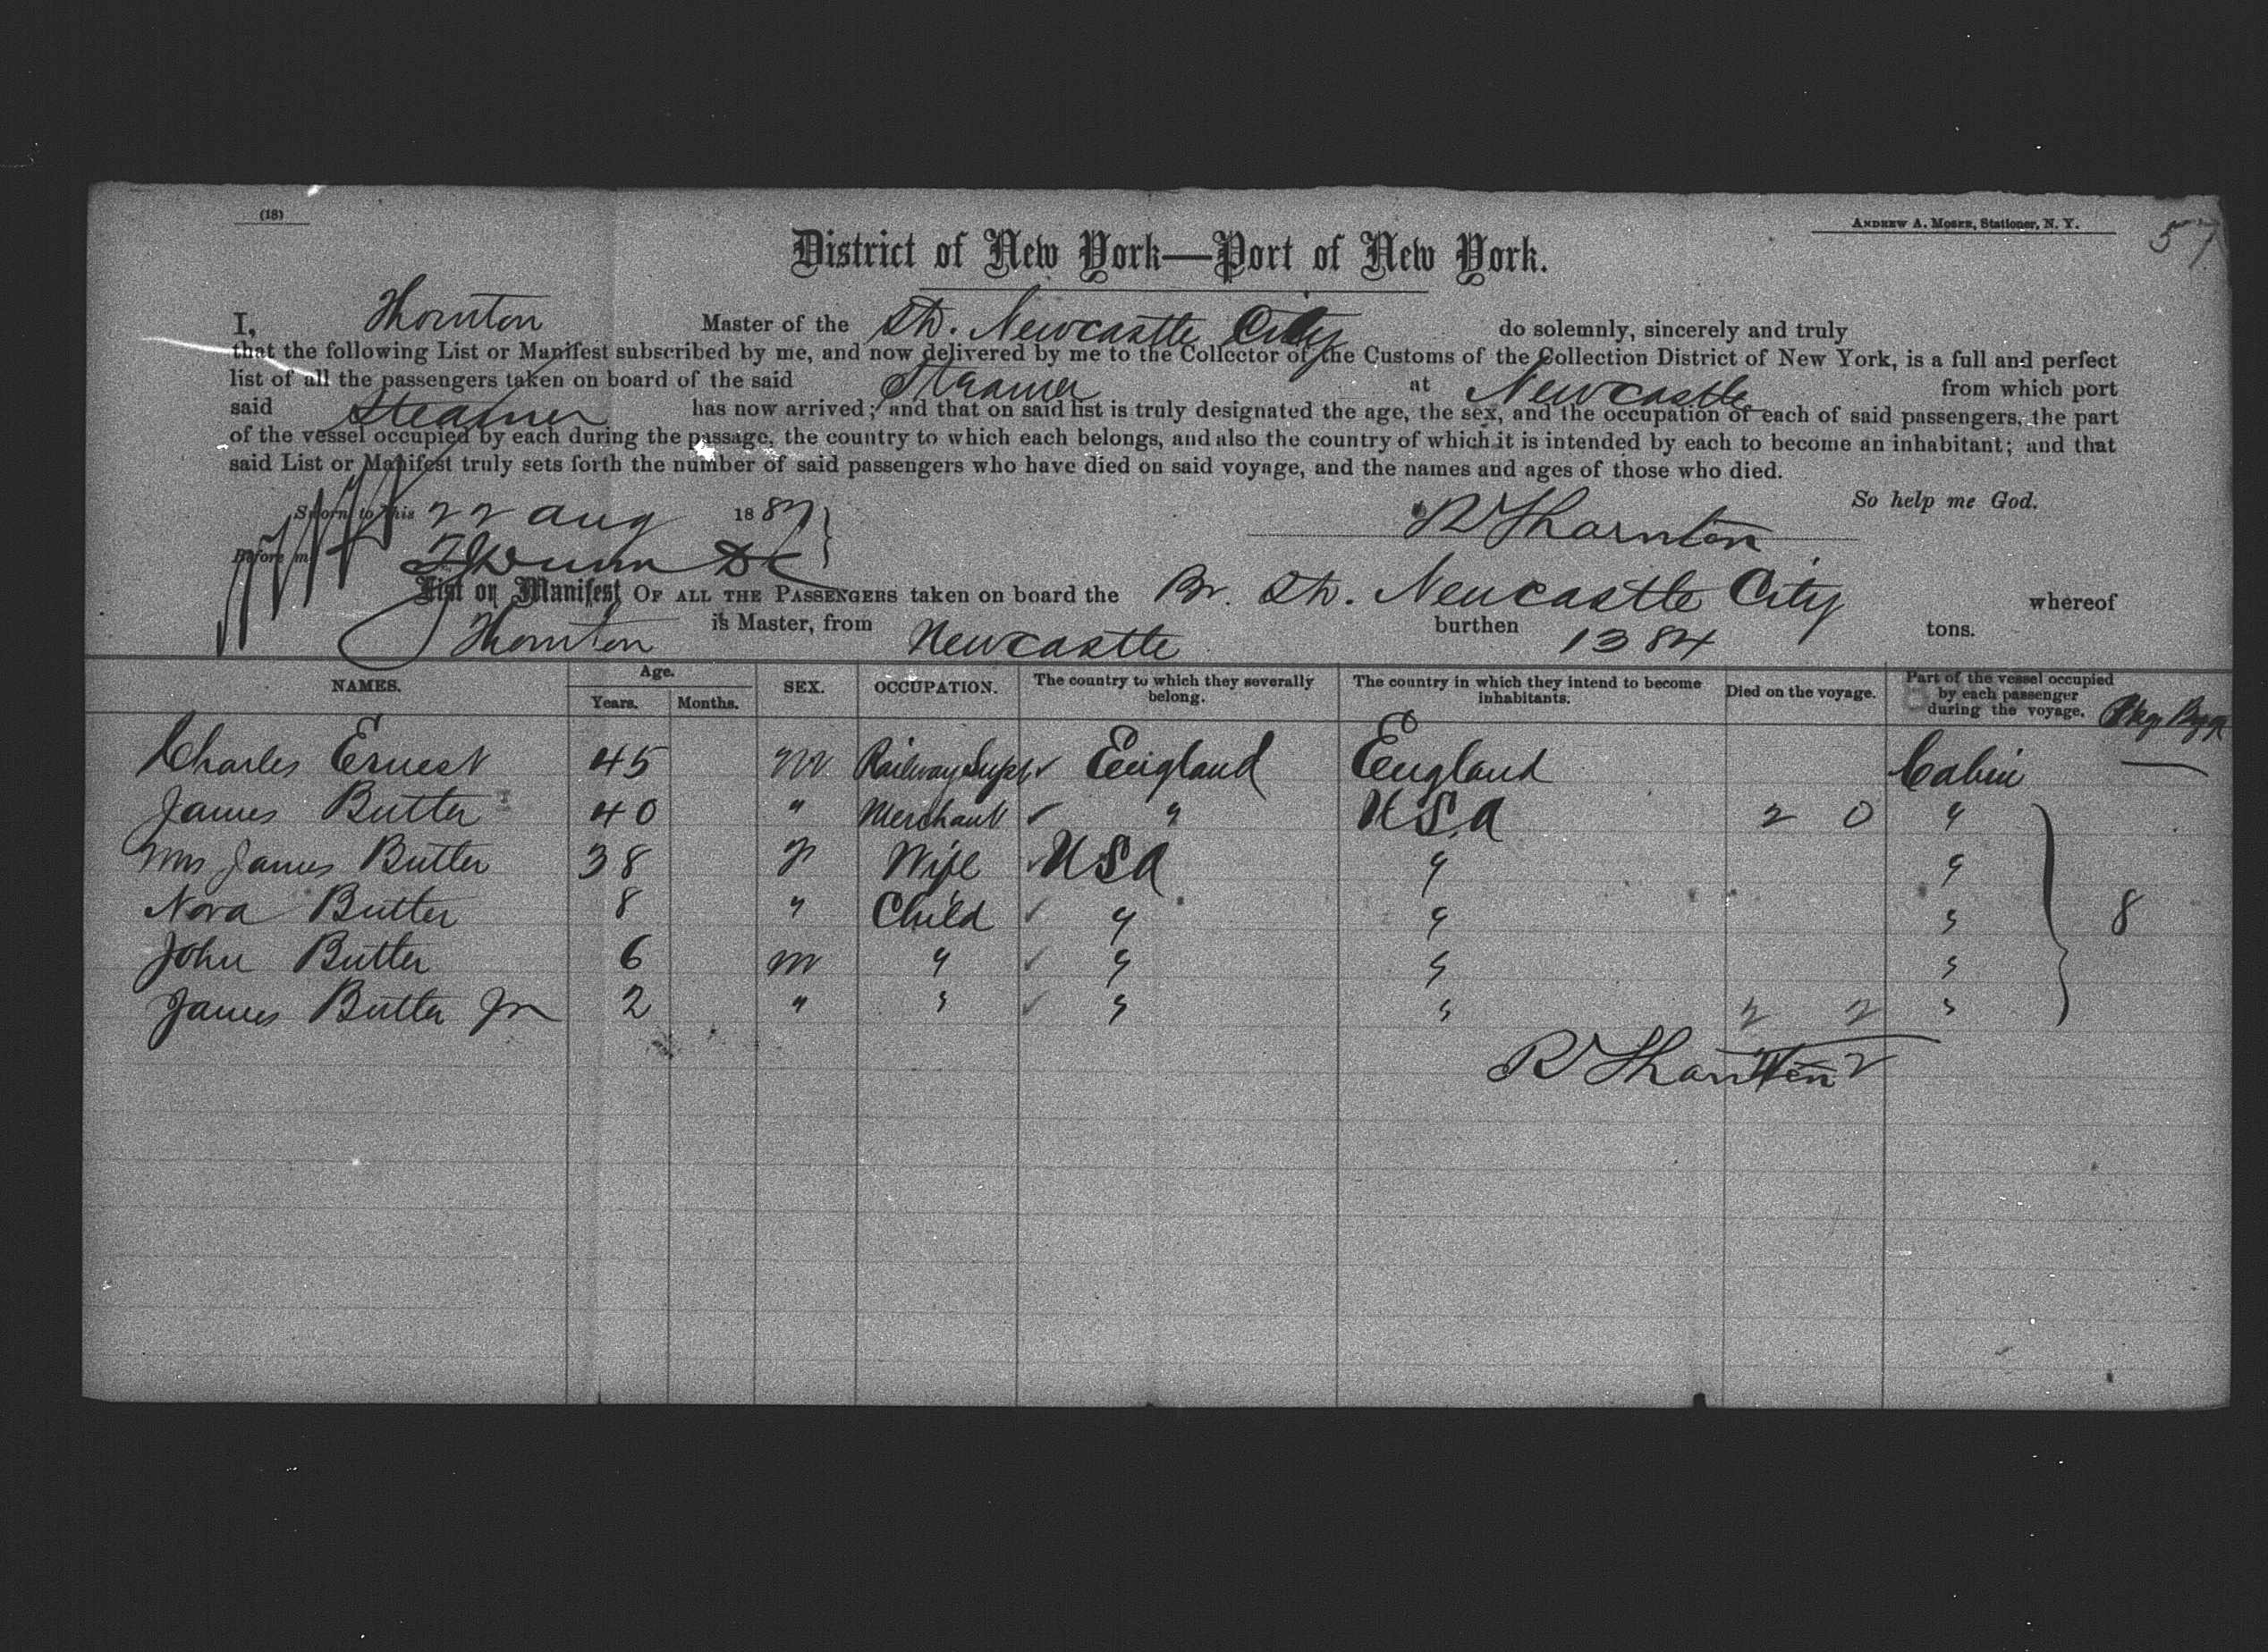 (18)
ANDREW A. MOSER, Stationer, N. Y.
57
District of New York—Port of New York.
I, Thornton Master of the Str. Newcastle City do solemnly, sincerely and truly
that the following List or Manifest subscribed by me, and now delivered by me to the Collector of the Customs of the Collection District of New York, is a full and perfect
list of all the passengers taken on board of the said Steamer at Newcastle from which port
said Steamer has now arrived; and that on said list is truly designated the age, the sex, and the occupation of each of said passengers, the part
of the vessel occupied by each during the passage, the country to which each belongs, and also the country of which it is intended by each to become an inhabitant; and that
said List or Manifest truly sets forth the number of said passengers who have died on said voyage, and the names and ages of those who died.
So help me God.
Sworn to this 22 aug 1887
R Thornton
Before me
List or Manifest OF ALL THE PASSENGERS taken on board the Br. Str. Newcastle City whereof
Thornton is Master, from Newcastle burthen 1384 tons.
NAMES. Age. Years. Months. SEX. OCCUPATION. The country to which they severally belong. The country in which they intend to become inhabitants. Died on the voyage. Part of the vessel occupied by each passenger during the voyage.
Charles Ernest 45 M Railway Supt England England Cabin —
James Butler 40 " Merchant " U.S.A 2 0 "
Mrs James Butler 38 F Wife USA " "
Nora Butler 8 " Child " " " 8
John Butler 6 M " " " "
James Butler Jr 2 " " " " 2 2 "
R Thornton